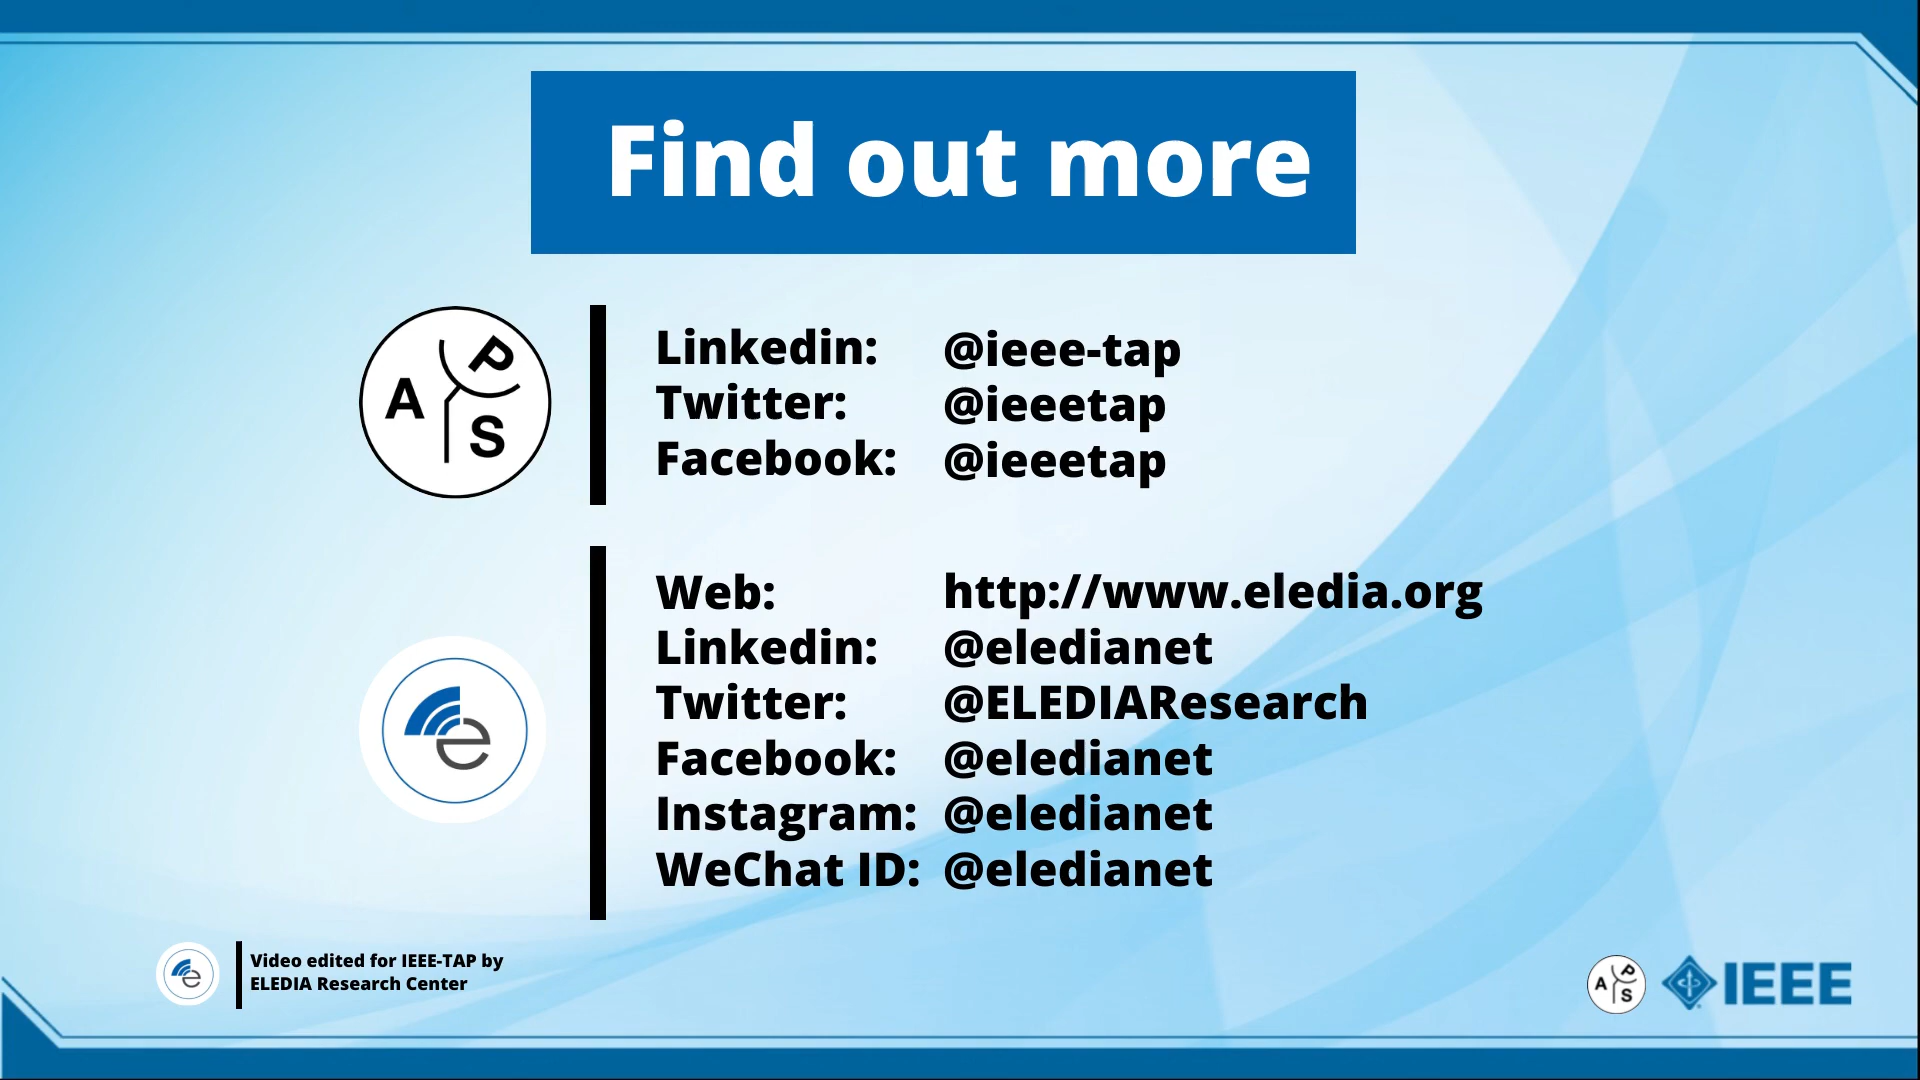 Find out more
A P S
Linkedin: @ieee-tap
Twitter: @ieeetap
Facebook: @ieeetap
Web: http://www.eledia.org
Linkedin: @eledianet
Twitter: @ELEDIAResearch
Facebook: @eledianet
Instagram: @eledianet
WeChat ID: @eledianet
e
e
Video edited for IEEE-TAP by
ELEDIA Research Center
A P S
IEEE